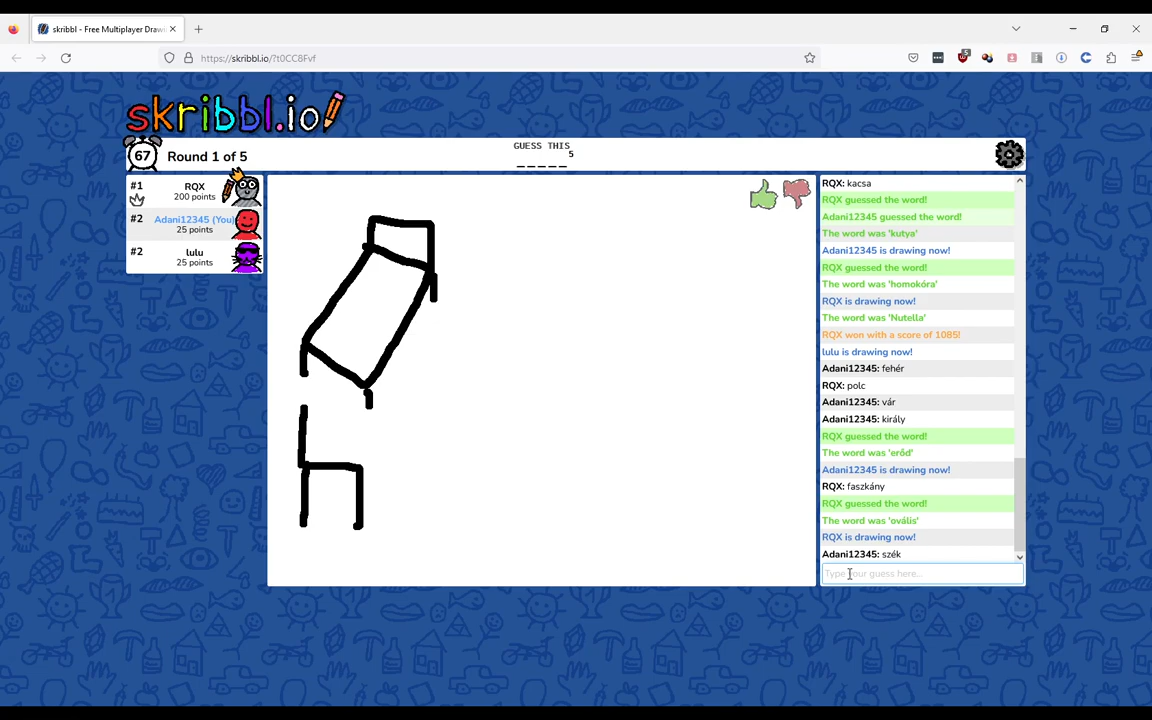 skribbl - Free Multiplayer Drawi
https://skribbl.io/?t0CC8Fvf
5
skribbl.io
67
Round 1 of 5
GUESS THIS
_____ 5
#1
RQX
200 points
#2
Adani12345 (You)
25 points
#2
lulu
25 points
RQX: kacsa
RQX guessed the word!
Adani12345 guessed the word!
The word was 'kutya'
Adani12345 is drawing now!
RQX guessed the word!
The word was 'homokóra'
RQX is drawing now!
The word was 'Nutella'
RQX won with a score of 1085!
lulu is drawing now!
Adani12345: fehér
RQX: polc
Adani12345: vár
Adani12345: király
RQX guessed the word!
The word was 'erőd'
Adani12345 is drawing now!
RQX: faszkány
RQX guessed the word!
The word was 'ovális'
RQX is drawing now!
Adani12345: szék
Type your guess here...